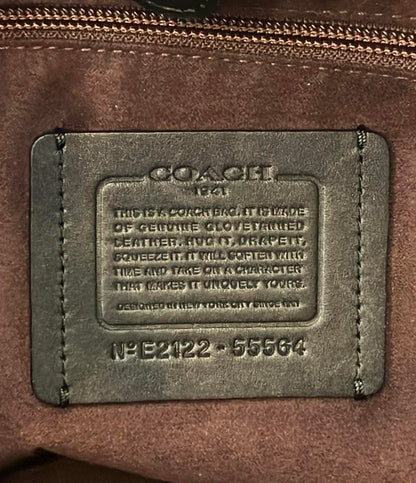 COACH
1941
THIS IS A COACH BAG. IT IS MADE
OF GENUINE GLOVETANNED
LEATHER. HUG IT, DRAPE IT,
SQUEEZE IT. IT WILL SOFTEN WITH
TIME AND TAKE ON A CHARACTER
THAT MAKES IT UNIQUELY YOURS.
DESIGNED IN NEW YORK CITY SINCE 1941
Nº E2122 - 55564